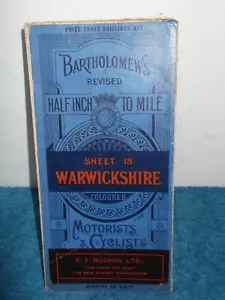 PRICE THREE SHILLINGS NET
BARTHOLOMEW'S
REVISED
HALF INCH TO MILE
SHEET 18
WARWICKSHIRE
COLOURED
FOR
MOTORISTS
& CYCLISTS
E. F. HUDSON, LTD.,
MOUNTED ON CLOTH